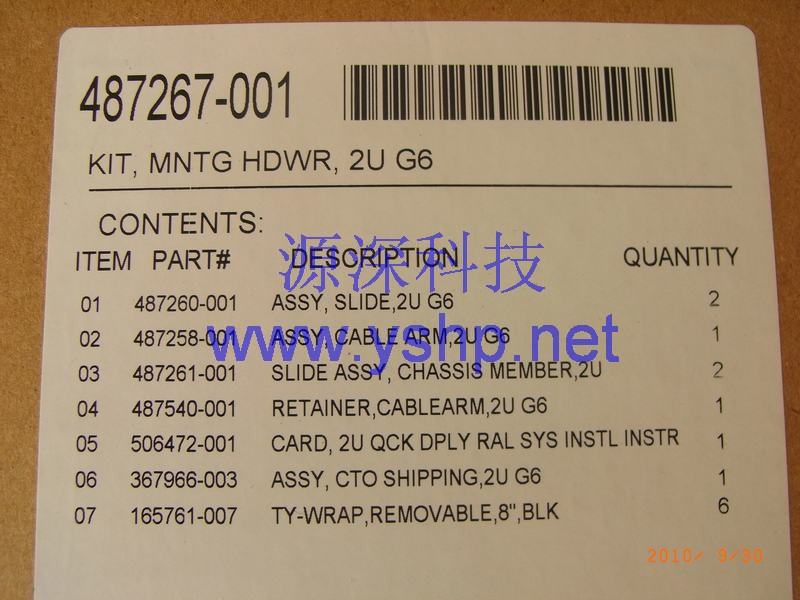 487267-001
KIT, MNTG HDWR, 2U G6
CONTENTS:
源深科技
ITEM PART# DESCRIPTION QUANTITY
01 487260-001 ASSY, SLIDE,2U G6 2
www.yshp.net
02 487258-001 ASSY, CABLE ARM,2U G6 1
03 487261-001 SLIDE ASSY, CHASSIS MEMBER,2U 2
04 487540-001 RETAINER,CABLEARM,2U G6 1
05 506472-001 CARD, 2U QCK DPLY RAL SYS INSTL INSTR 1
06 367966-003 ASSY, CTO SHIPPING,2U G6 1
07 165761-007 TY-WRAP,REMOVABLE,8",BLK 6
2010/ 9/30